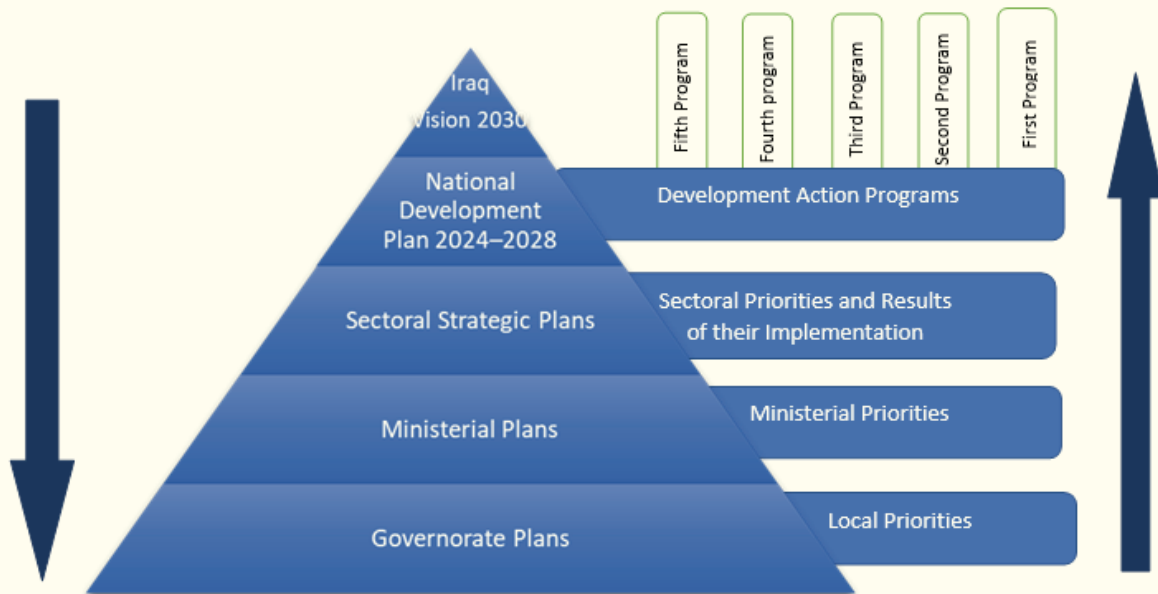 Iraq
Vision 2030
National
Development
Plan 2024–2028
Sectoral Strategic Plans
Ministerial Plans
Governorate Plans
Fifth Program
Fourth program
Third Program
Second Program
First Program
Development Action Programs
Sectoral Priorities and Results
of their Implementation
Ministerial Priorities
Local Priorities